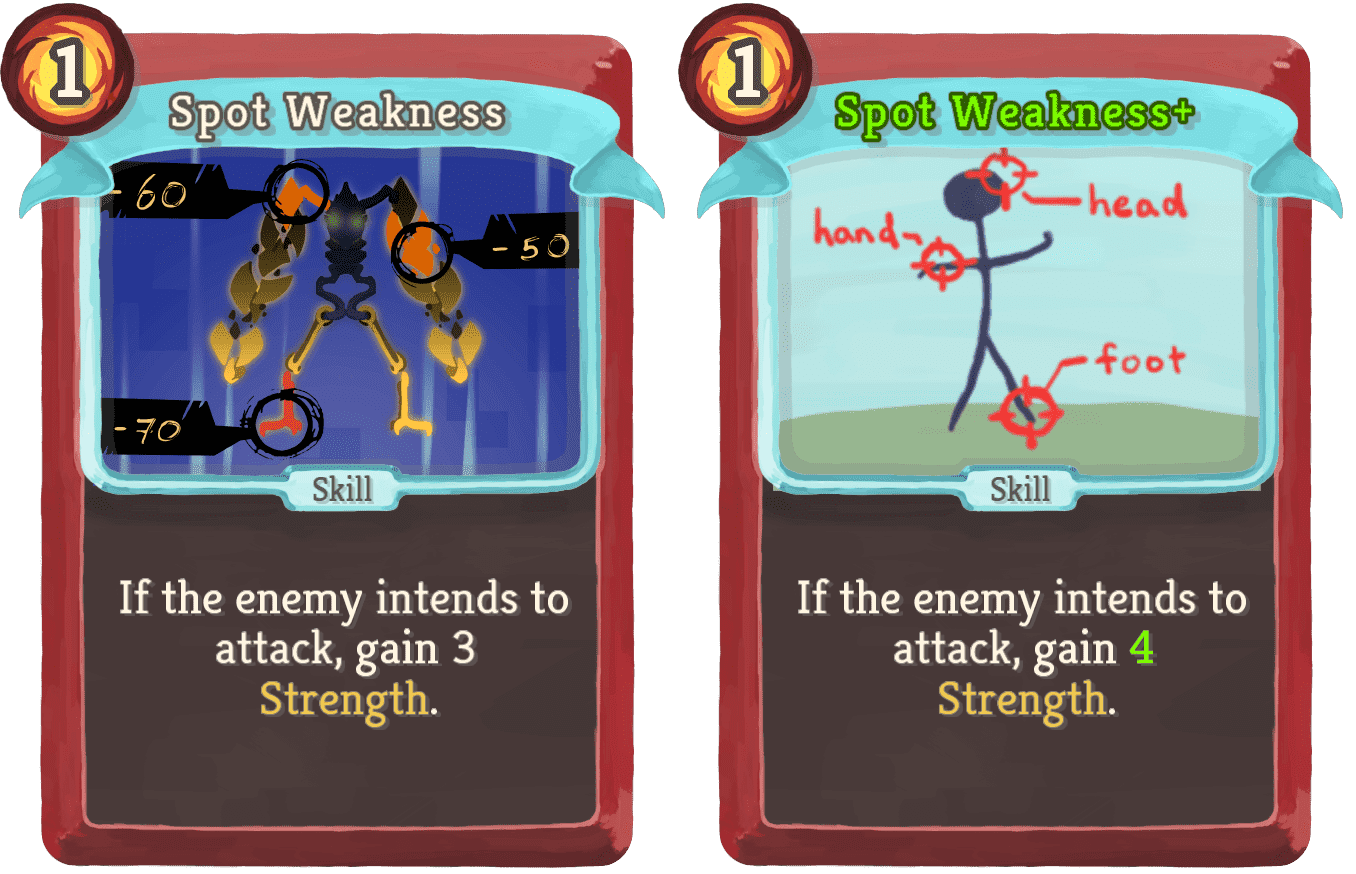 1
Spot Weakness
-60
-50
-70
Skill
If the enemy intends to
attack, gain 3
Strength.
1
Spot Weakness+
head
hand
foot
Skill
If the enemy intends to
attack, gain 4
Strength.